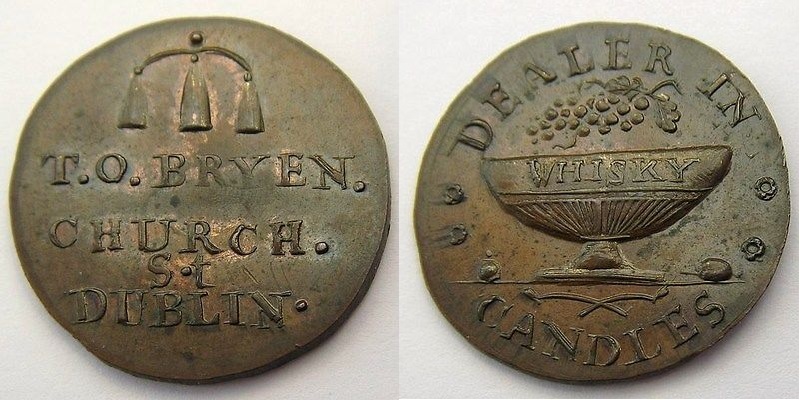 T.O.BRYEN.
CHURCH.
S.t
DUBLIN.
DEALER IN.
WHISKY
CANDLES